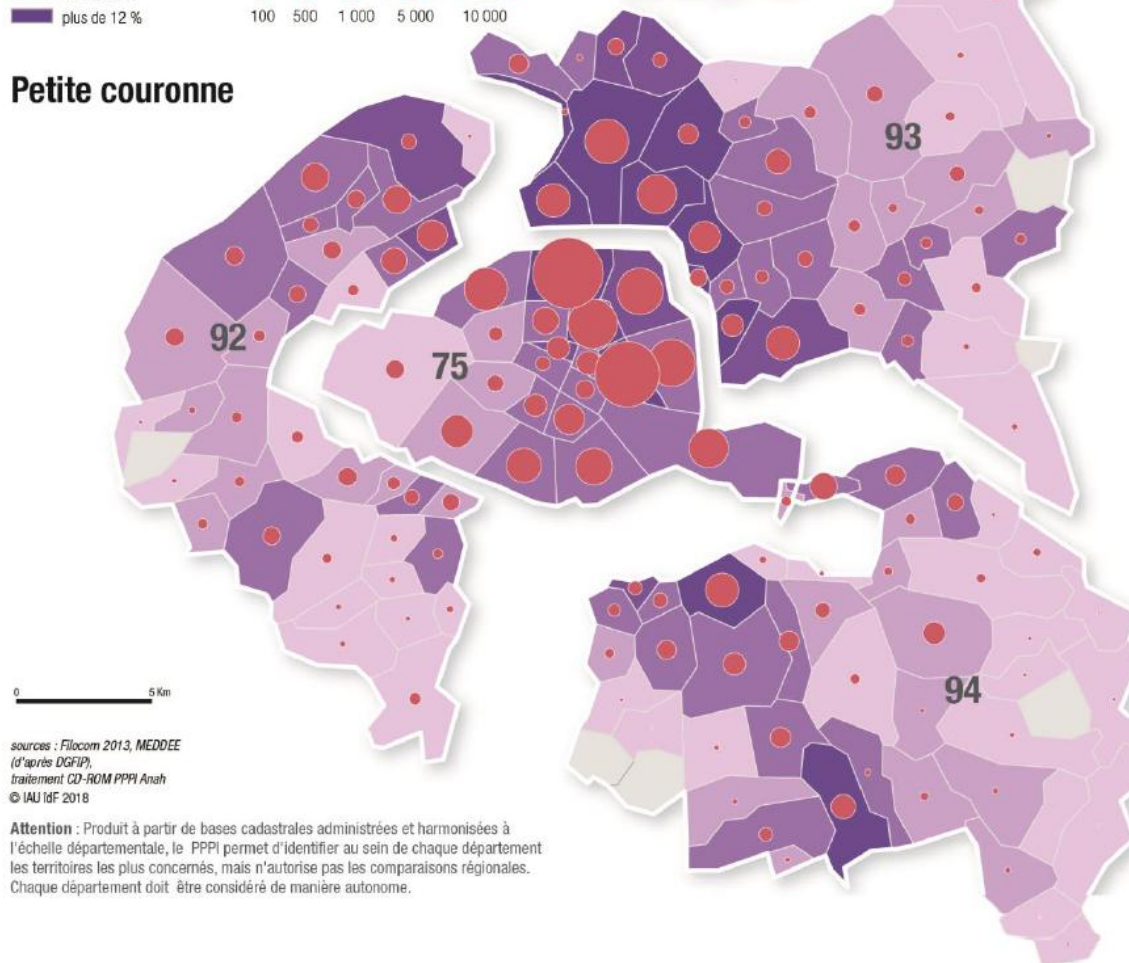 plus de 12 %
100 500 1 000 5 000 10 000
Petite couronne
93
92
75
94
0 5 Km
sources : Filocom 2013, MEDDEE
(d'après DGFIP),
traitement CD-ROM PPPI Anah
© IAU îdF 2018
Attention : Produit à partir de bases cadastrales administrées et harmonisées à
l'échelle départementale, le PPPI permet d'identifier au sein de chaque département
les territoires les plus concernés, mais n'autorise pas les comparaisons régionales.
Chaque département doit être considéré de manière autonome.